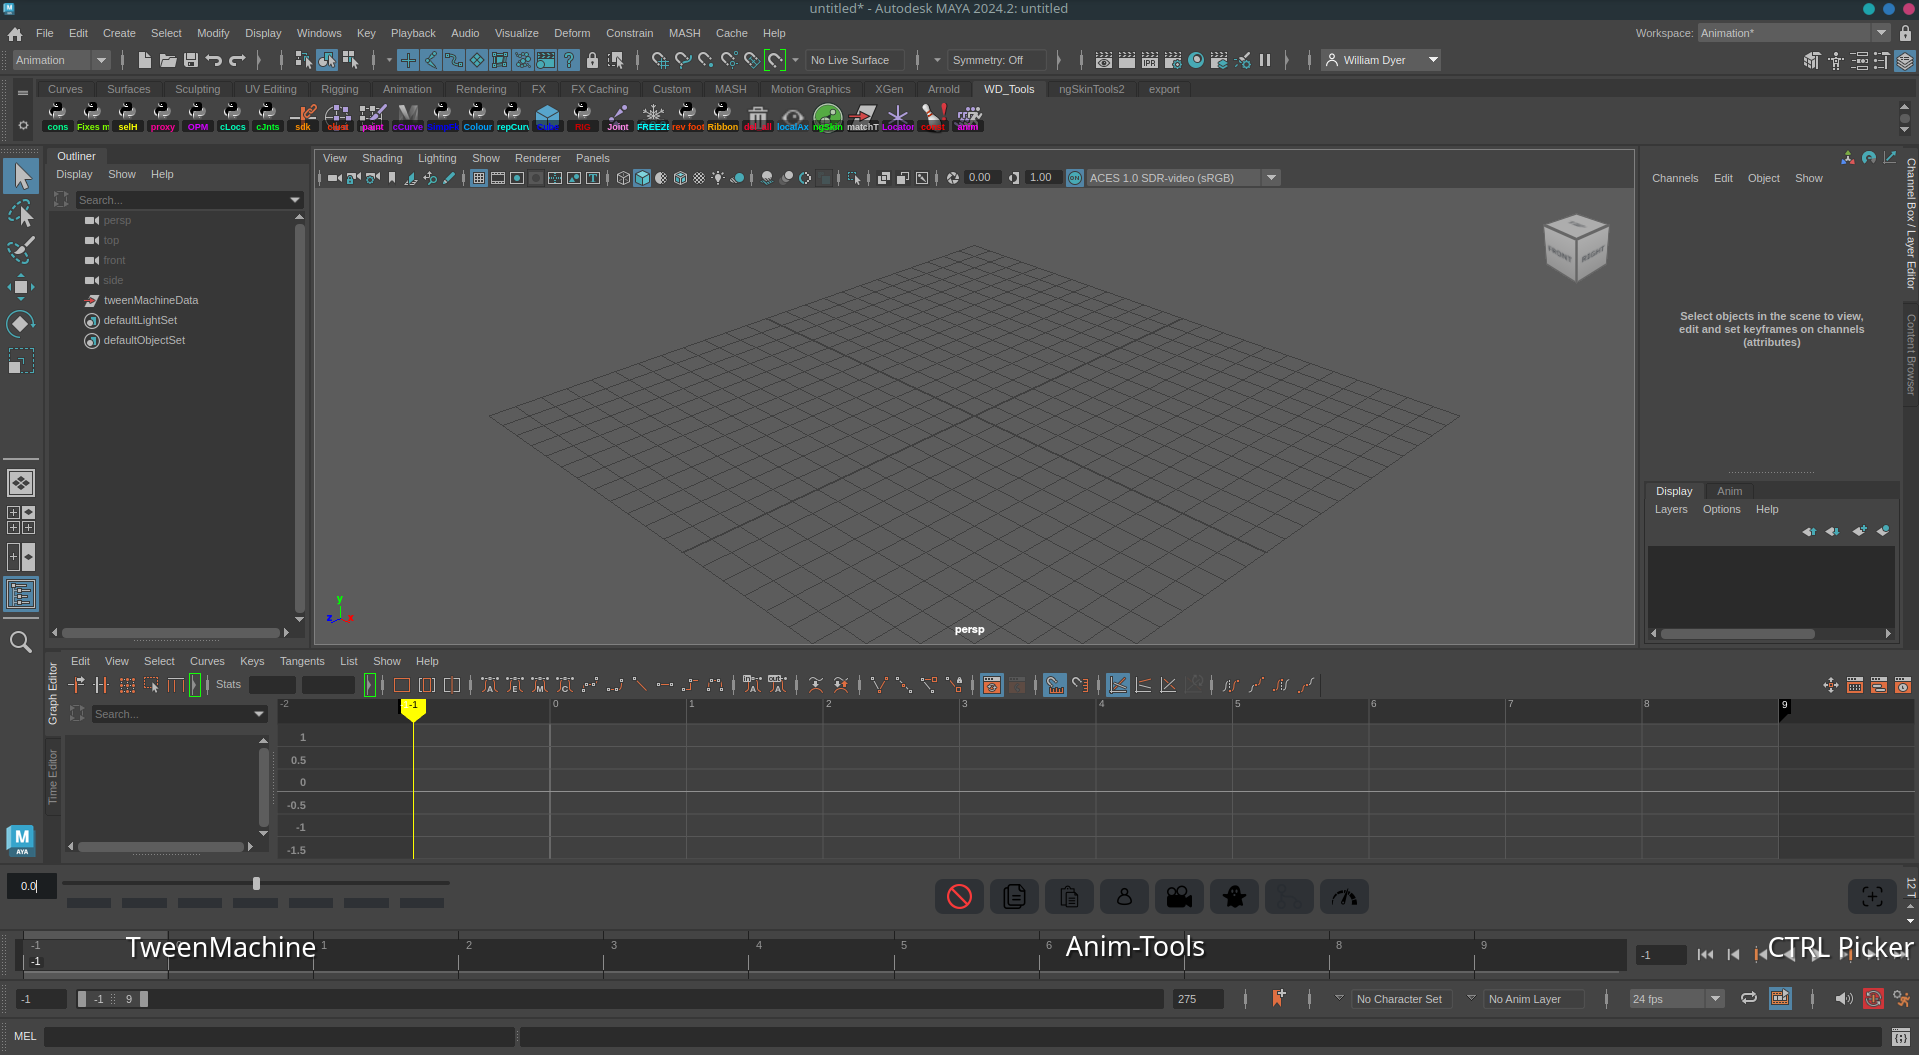 untitled* - Autodesk MAYA 2024.2: untitled
File Edit Create Select Modify Display Windows Key Playback Audio Visualize Deform Constrain MASH Cache Help
Workspace: Animation*
Animation
No Live Surface
Symmetry: Off
William Dyer
Curves Surfaces Sculpting UV Editing Rigging Animation Rendering FX FX Caching Custom MASH Motion Graphics XGen Arnold WD_Tools ngSkinTools2 export
cons Fixes m selH proxy OPM cLocs cJnts sdk paint cCurve Colour repCurv RIG Joint FREEZE rev foot Ribbon localAx ngSkin matchT Locator anmi
Outliner
Display Show Help
Search...
persp
top
front
side
tweenMachineData
defaultLightSet
defaultObjectSet
View Shading Lighting Show Renderer Panels
0.00
1.00
ON
ACES 1.0 SDR-video (sRGB)
FRONT
RIGHT
y
z
x
persp
Channels Edit Object Show
Select objects in the scene to view,
edit and set keyframes on channels
(attributes)
Channel Box / Layer Editor
Content Browser
Display Anim
Layers Options Help
Graph Editor
Time Editor
Edit View Select Curves Keys Tangents List Show Help
Stats
Search...
-2 -1 0 1 2 3 4 5 6 7 8 9
1
0.5
0
-0.5
-1
-1.5
M
AYA
0.0
12 T
-1 1 2 3 4 5 6 8 9
-1
TweenMachine
Anim-Tools
CTRL Picker
-1
-1
-1 9
275
No Character Set
No Anim Layer
24 fps
MEL